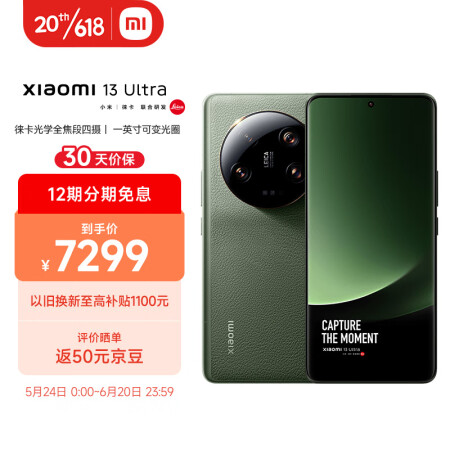 20th/618
xiaomi 13 Ultra
小米 | 徕卡 联合研发 Leica
徕卡光学全焦段四摄 | 一英寸可变光圈
30天价保
12期分期免息
到手价
¥7299
以旧换新至高补贴1100元
评价晒单
返50元京豆
5月24日 0:00-6月20日 23:59
LEICA
xiaomi
CAPTURE
THE MOMENT
xiaomi 13 Ultra